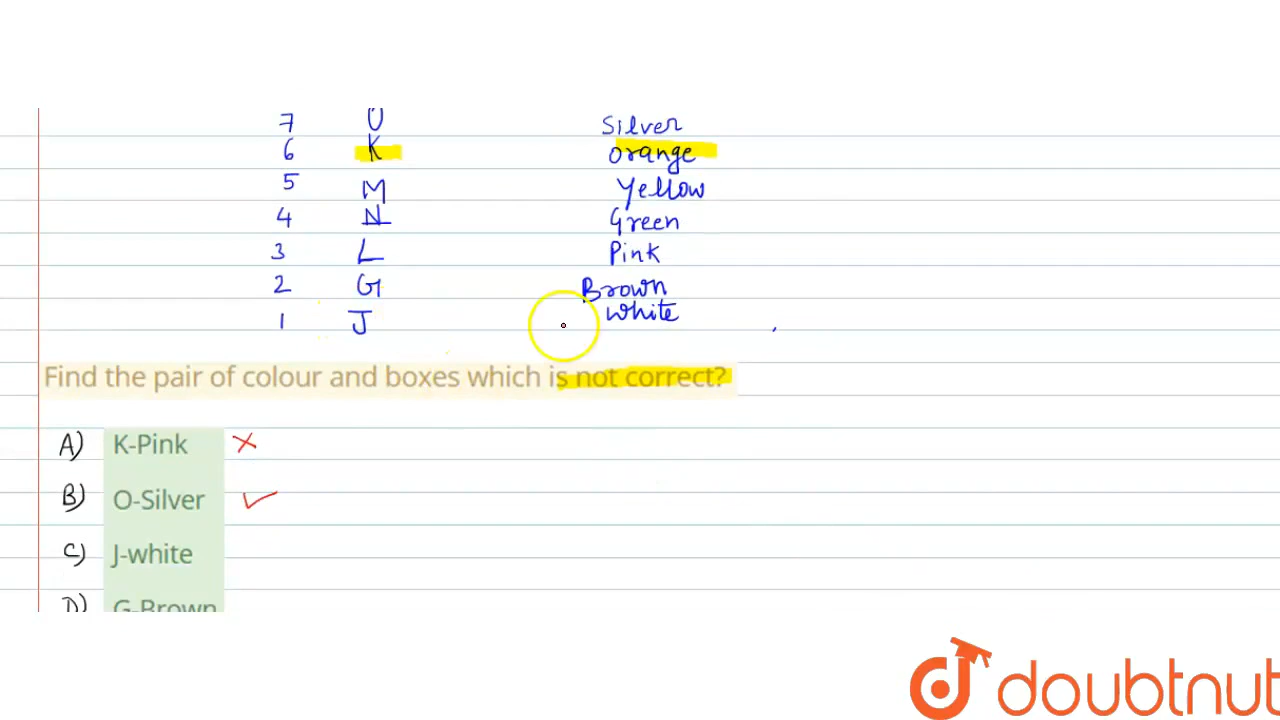 7 O Silver
6 K Orange
5 M Yellow
4 N Green
3 L Pink
2 G Brown
1 J White
Find the pair of colour and boxes which is not correct?
A) K-Pink
B) O-Silver
C) J-white
D) G-Brown
doubtnut